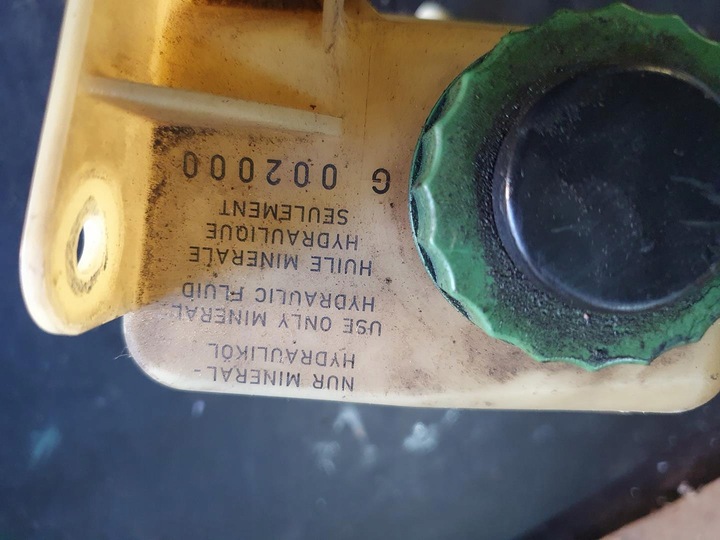 NUR MINERAL-
HYDRAULIKÖL
USE ONLY MINERAL
HYDRAULIC FLUID
HUILE MINERALE
HYDRAULIQUE
SEULEMENT
G 002000